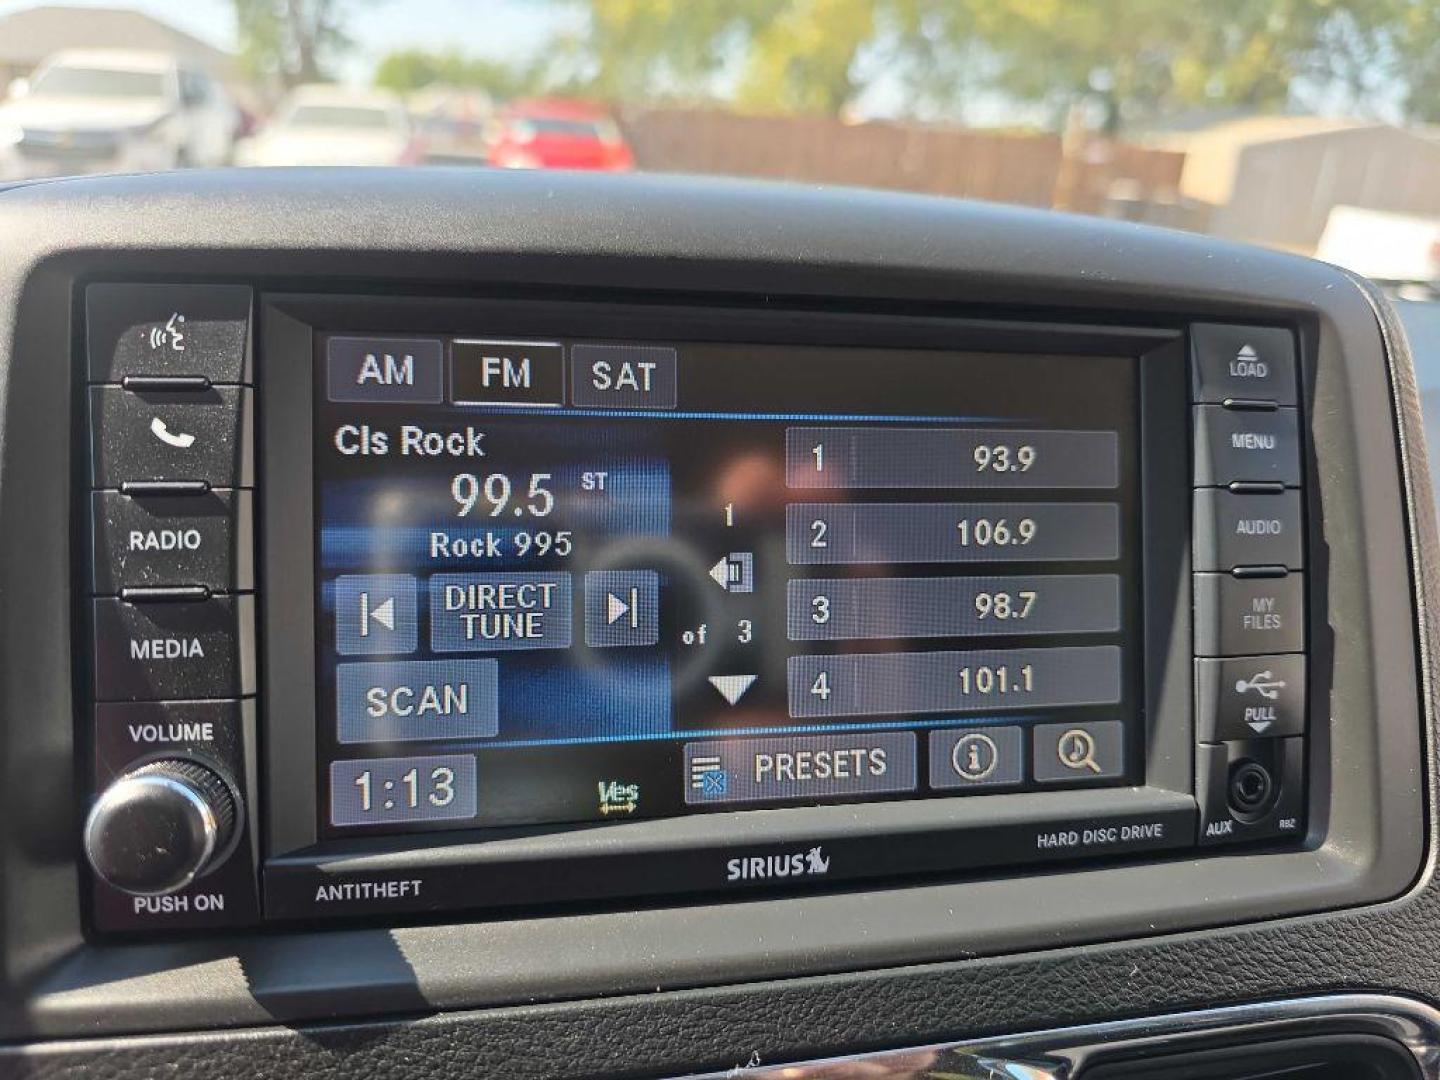 AM FM SAT
Cls Rock
99.5 ST
Rock 995
DIRECT
TUNE
SCAN
1
of 3
1 93.9
2 106.9
3 98.7
4 101.1
1:13
Ves
PRESETS
RADIO
MEDIA
VOLUME
PUSH ON
LOAD
MENU
AUDIO
MY
FILES
PULL
AUX RBZ
ANTITHEFT
SIRIUS
HARD DISC DRIVE